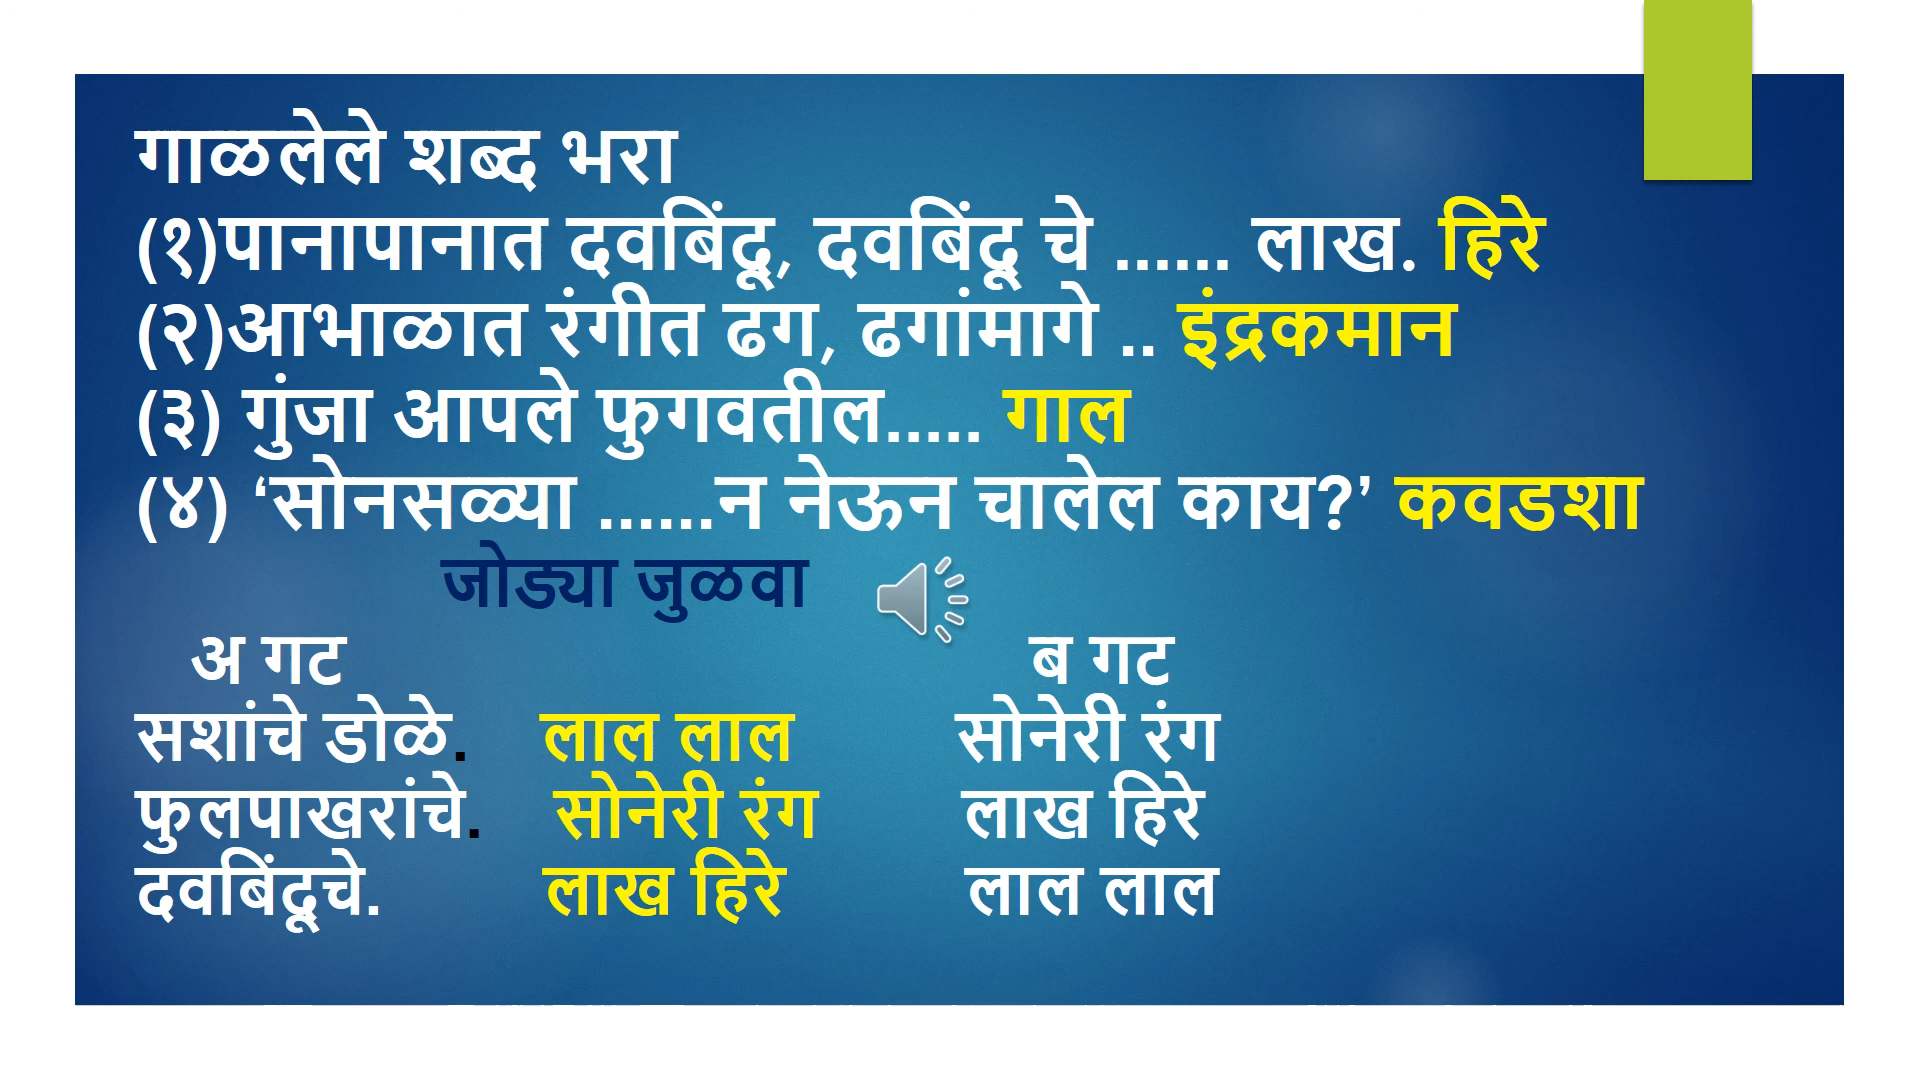 गाळलेले शब्द भरा
(१)पानापानात दवबिंदू, दवबिंदू चे ...... लाख. हिरे
(२)आभाळात रंगीत ढग, ढगांमागे .. इंद्रकमान
(३) गुंजा आपले फुगवतील..... गाल
(४) ‘सोनसळ्या ......न नेऊन चालेल काय?’ कवडशा
जोड्या जुळवा
अ गट ब गट
सशांचे डोळे. लाल लाल सोनेरी रंग
फुलपाखरांचे. सोनेरी रंग लाख हिरे
दवबिंदूचे. लाख हिरे लाल लाल